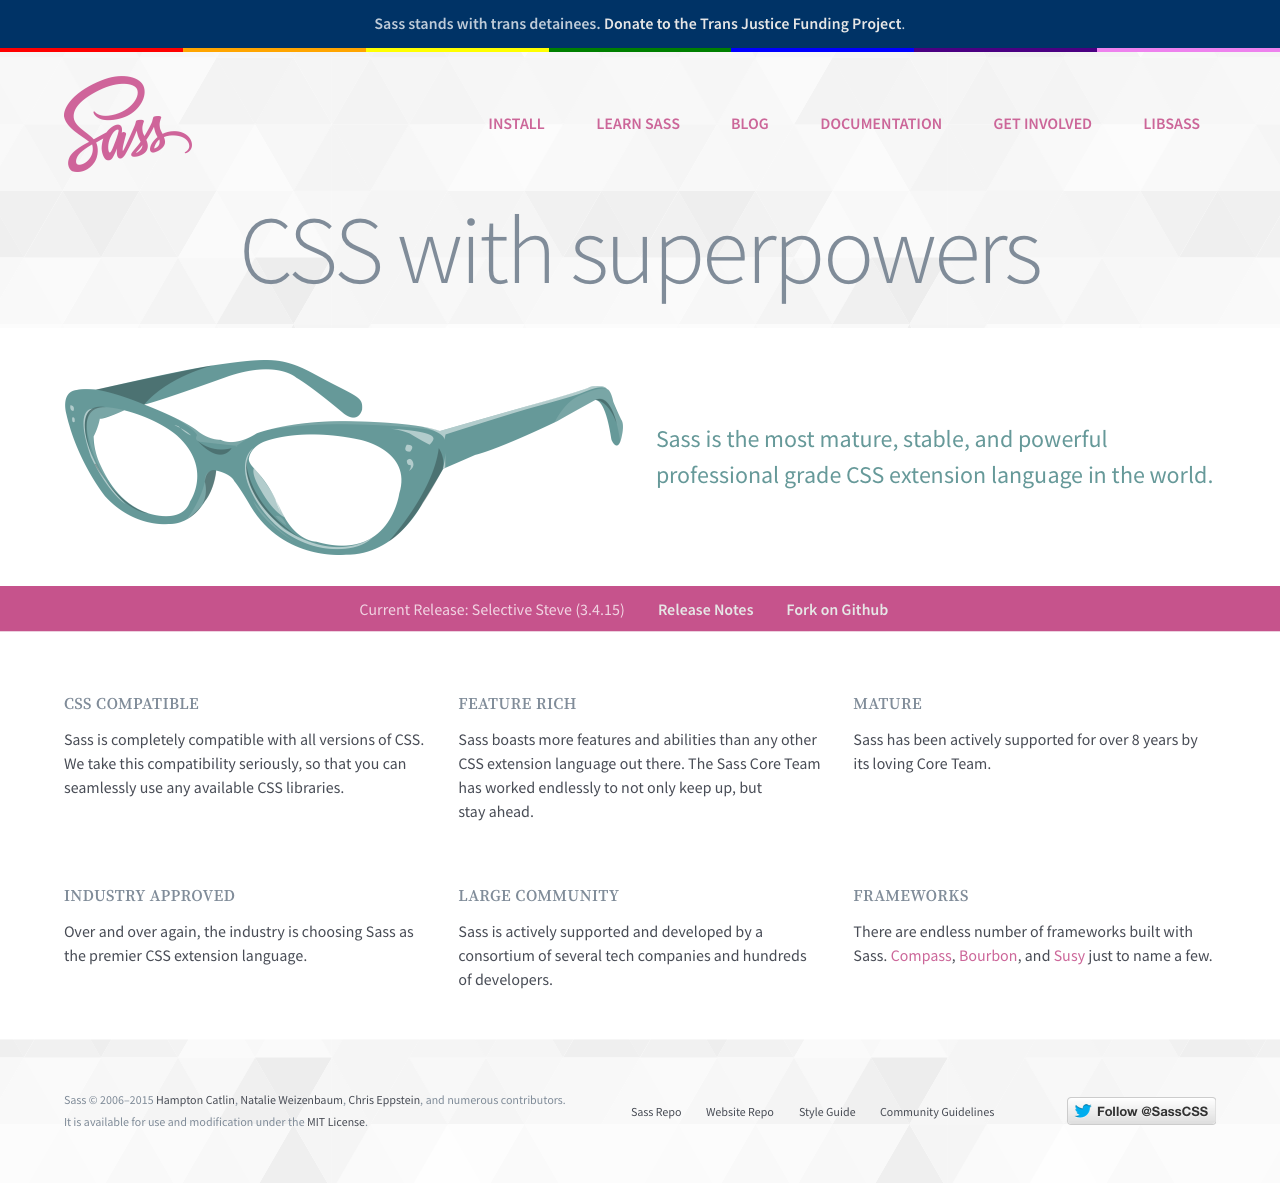 Sass stands with trans detainees. Donate to the Trans Justice Funding Project.
Sass
INSTALL LEARN SASS BLOG DOCUMENTATION GET INVOLVED LIBSASS
CSS with superpowers
Sass is the most mature, stable, and powerful
professional grade CSS extension language in the world.
Current Release: Selective Steve (3.4.15) Release Notes Fork on Github
CSS COMPATIBLE
Sass is completely compatible with all versions of CSS.
We take this compatibility seriously, so that you can
seamlessly use any available CSS libraries.
FEATURE RICH
Sass boasts more features and abilities than any other
CSS extension language out there. The Sass Core Team
has worked endlessly to not only keep up, but
stay ahead.
MATURE
Sass has been actively supported for over 8 years by
its loving Core Team.
INDUSTRY APPROVED
Over and over again, the industry is choosing Sass as
the premier CSS extension language.
LARGE COMMUNITY
Sass is actively supported and developed by a
consortium of several tech companies and hundreds
of developers.
FRAMEWORKS
There are endless number of frameworks built with
Sass. Compass, Bourbon, and Susy just to name a few.
Sass © 2006–2015 Hampton Catlin, Natalie Weizenbaum, Chris Eppstein, and numerous contributors.
It is available for use and modification under the MIT License.
Sass Repo Website Repo Style Guide Community Guidelines
Follow @SassCSS